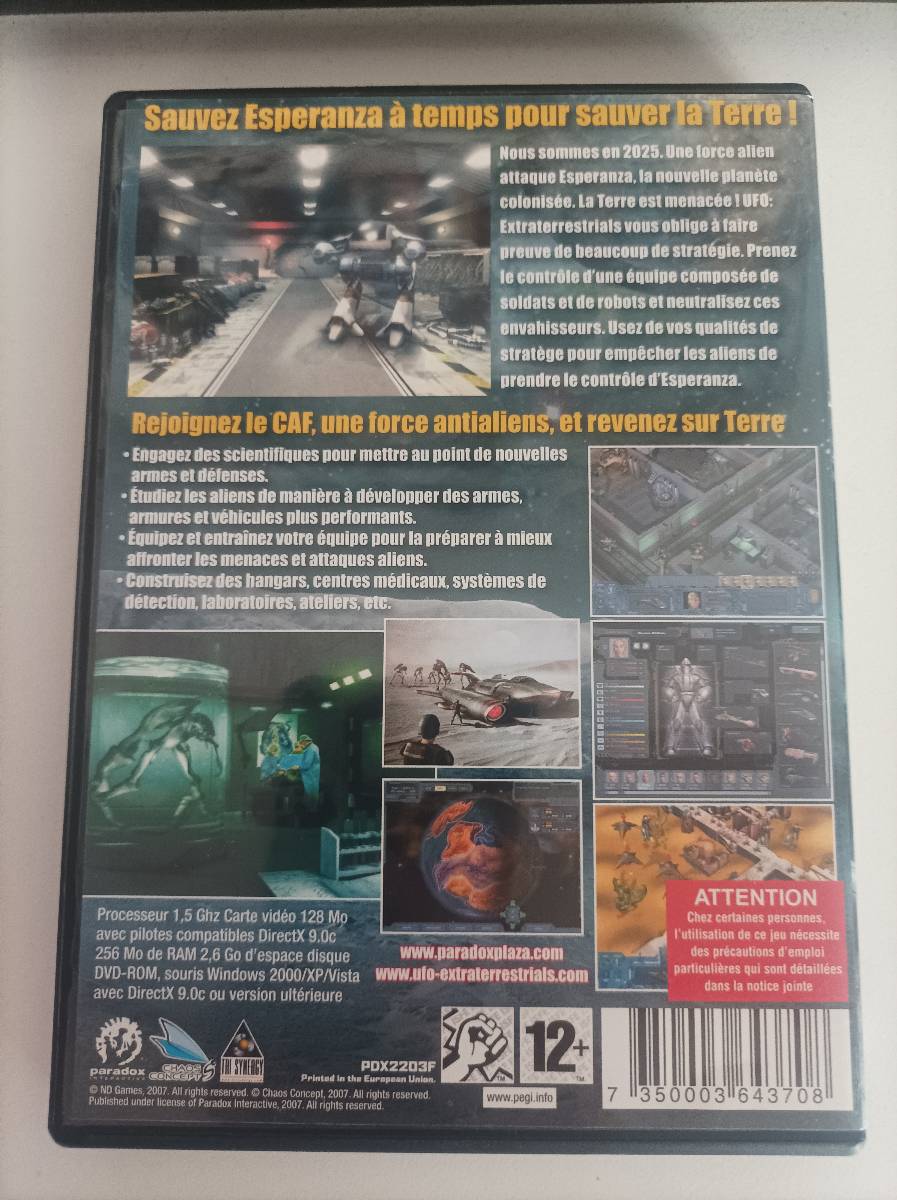 Sauvez Esperanza à temps pour sauver la Terre !
Nous sommes en 2025. Une force alien
attaque Esperanza, la nouvelle planète
colonisée. La Terre est menacée ! UFO:
Extraterrestrials vous oblige à faire
preuve de beaucoup de stratégie. Prenez
le contrôle d'une équipe composée de
soldats et de robots et neutralisez ces
envahisseurs. Usez de vos qualités de
stratège pour empêcher les aliens de
prendre le contrôle d'Esperanza.
Rejoignez le CAF, une force antialiens, et revenez sur Terre
• Engagez des scientifiques pour mettre au point de nouvelles
armes et défenses.
• Étudiez les aliens de manière à développer des armes,
armures et véhicules plus performants.
• Équipez et entraînez votre équipe pour la préparer à mieux
affronter les menaces et attaques aliens.
• Construisez des hangars, centres médicaux, systèmes de
détection, laboratoires, ateliers, etc.
Processeur 1,5 Ghz Carte vidéo 128 Mo
avec pilotes compatibles DirectX 9.0c
256 Mo de RAM 2,6 Go d'espace disque
DVD-ROM, souris Windows 2000/XP/Vista
avec DirectX 9.0c ou version ultérieure
www.paradoxplaza.com
www.ufo-extraterrestrials.com
ATTENTION
Chez certaines personnes,
l'utilisation de ce jeu nécessite
des précautions d'emploi
particulières qui sont détaillées
dans la notice jointe
paradox
INTERACTIVE
CHAOS
CONCEPT
TRI SYNERGY
PDX2203F
Printed in the European Union.
12+
www.pegi.info
© ND Games, 2007. All rights reserved. © Chaos Concept, 2007. All rights reserved.
Published under license of Paradox Interactive, 2007. All rights reserved.
7 350003 643708